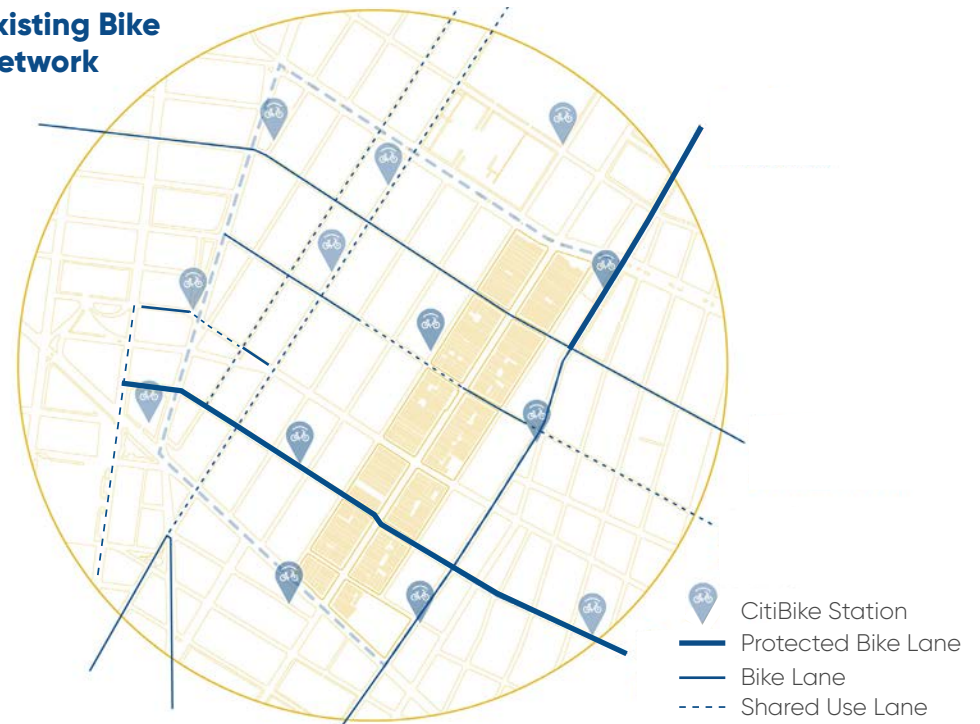 xisting Bike
etwork
CitiBike Station
Protected Bike Lane
Bike Lane
Shared Use Lane